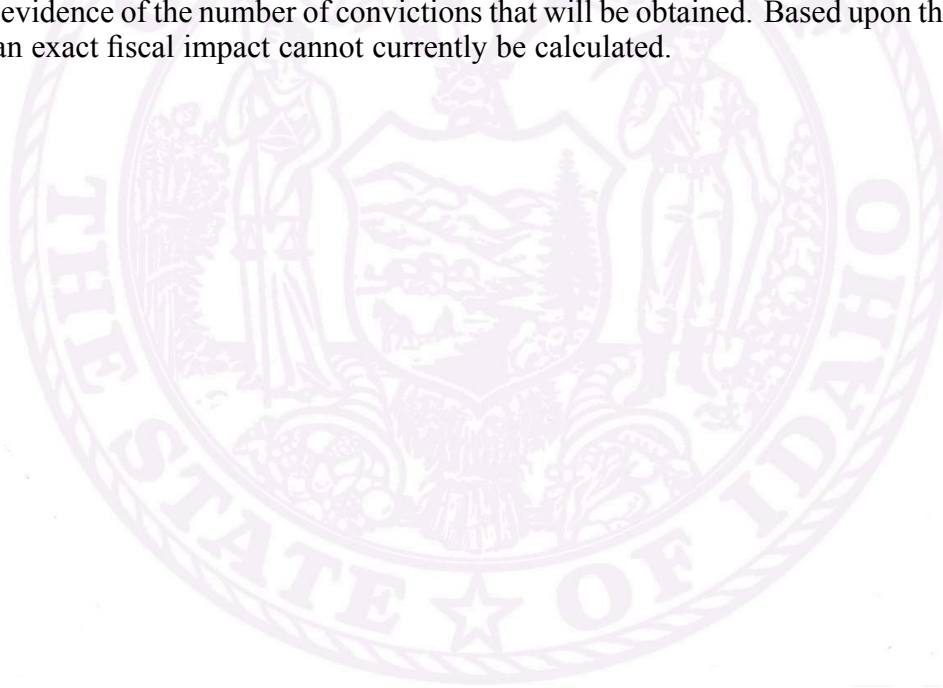 evidence of the number of convictions that will be obtained. Based upon th
an exact fiscal impact cannot currently be calculated.
THE STATE OF IDAHO